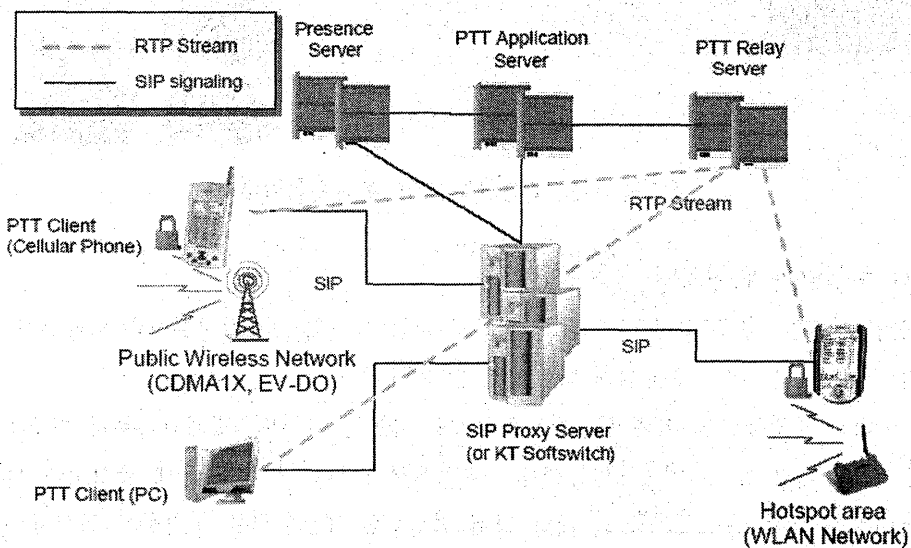 RTP Stream
SIP signaling
Presence
Server
PTT Application
Server
PTT Relay
Server
RTP Stream
PTT Client
(Cellular Phone)
SIP
Public Wireless Network
(CDMA1X, EV-DO)
SIP
SIP Proxy Server
(or KT Softswitch)
PTT Client (PC)
Hotspot area
(WLAN Network)